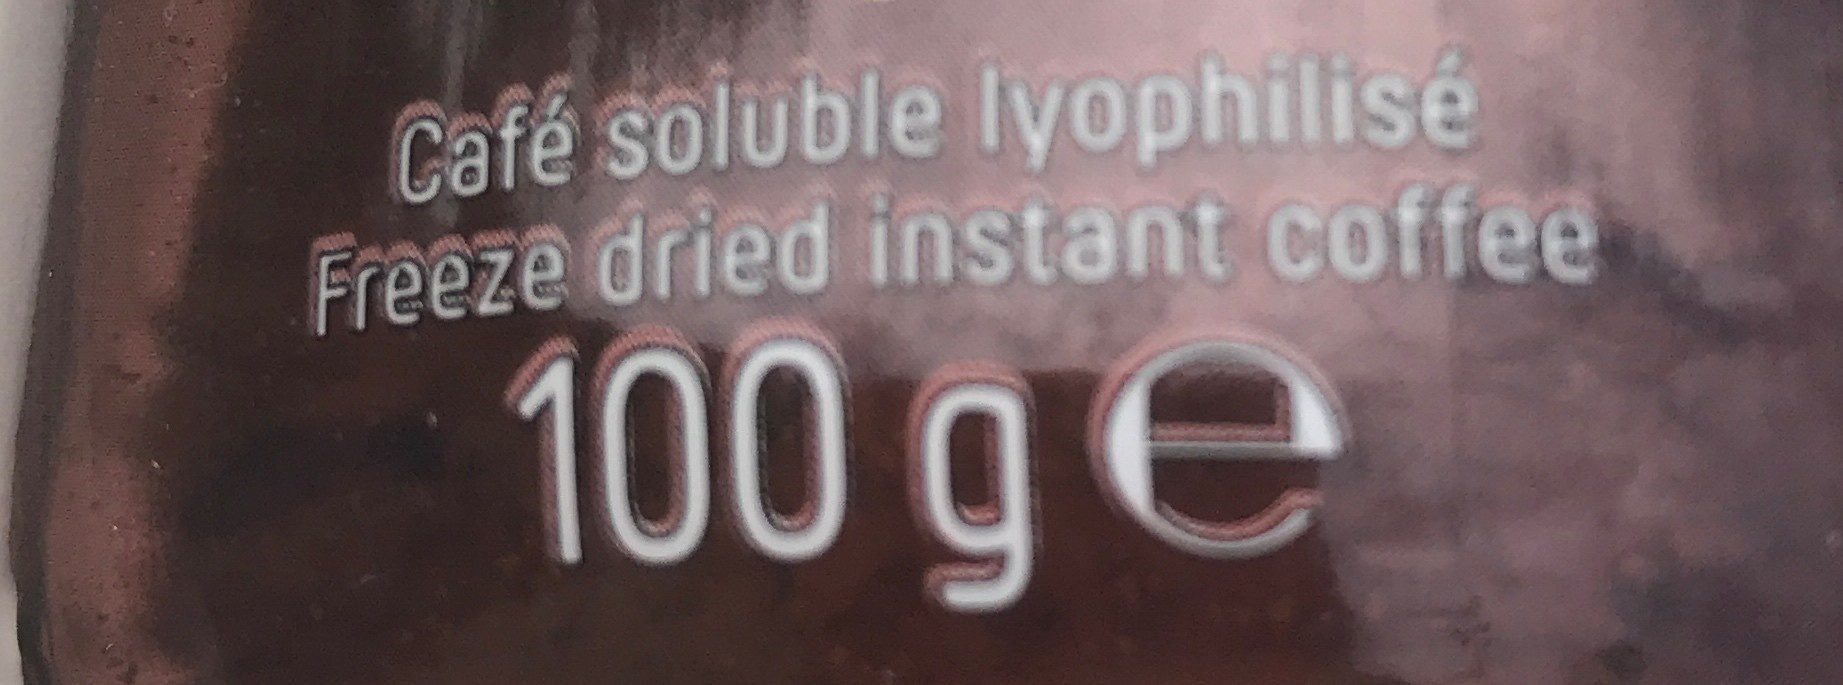 Café soluble lyophilisé
Freeze dried instant coffee
100 g ℮